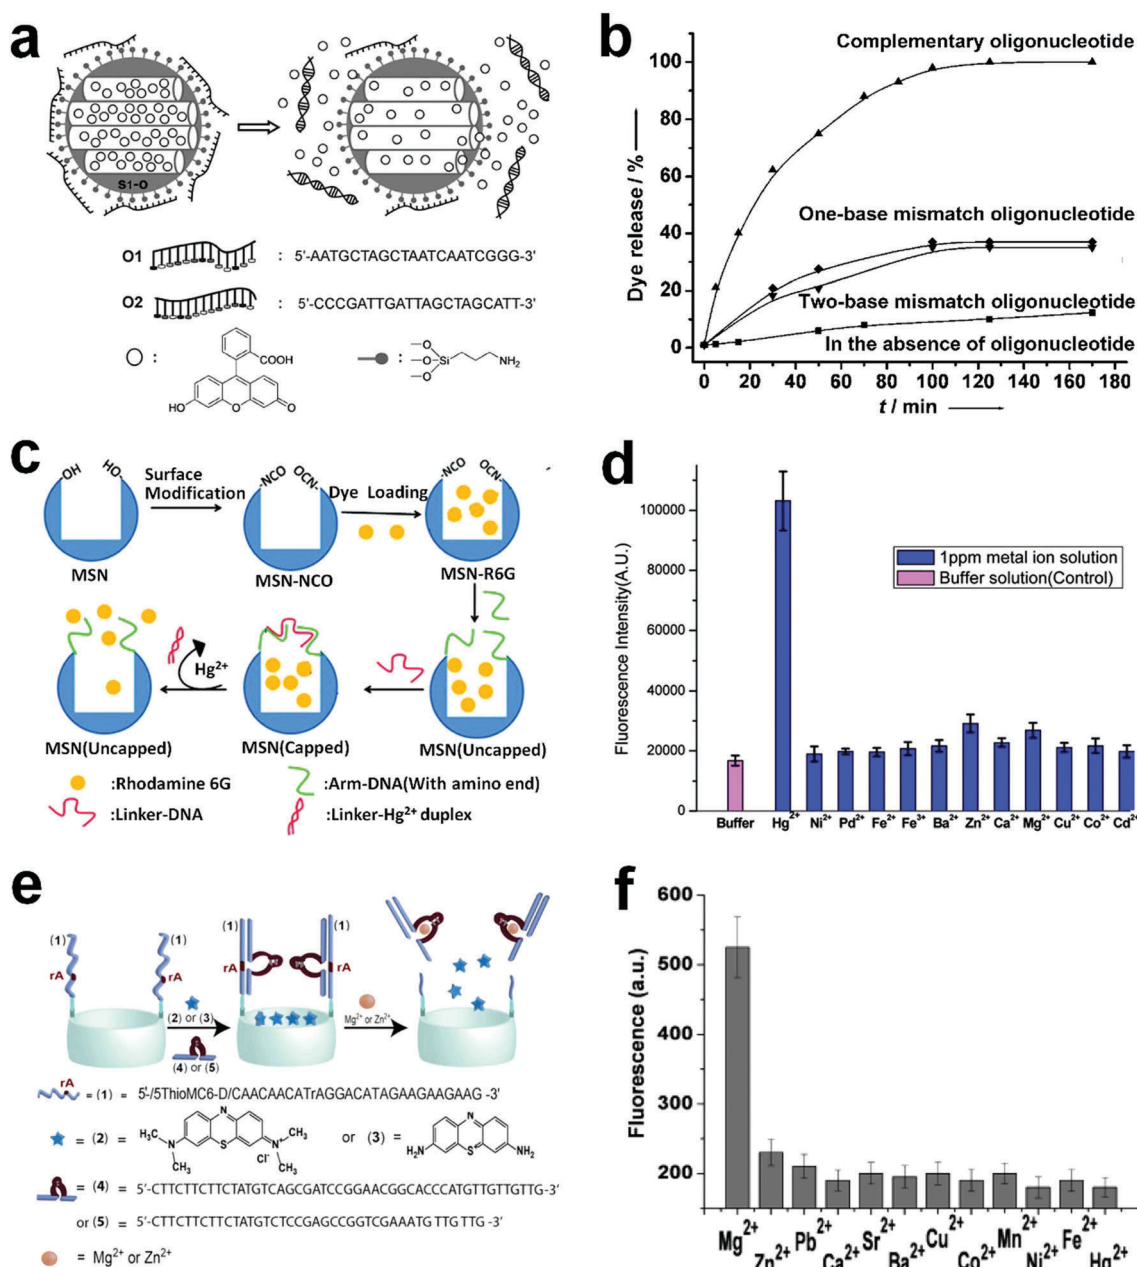 a
S1-O
O1 : 5'-AATGCTAGCTAATCAATCGGG-3'
O2 : 5'-CCCGATTGATTAGCTAGCATT-3'
: COOH HO O O
: O Si O O NH2
b
Complementary oligonucleotide
One-base mismatch oligonucleotide
Two-base mismatch oligonucleotide
In the absence of oligonucleotide
Dye release / %
100
80
60
40
20
0
0 20 40 60 80 100 120 140 160 180
t / min
c
OH HO
Surface Modification
-NCO OCN-
Dye Loading
-NCO OCN-
MSN
MSN-NCO
MSN-R6G
Hg2+
MSN(Uncapped)
MSN(Capped)
MSN(Uncapped)
:Rhodamine 6G
:Arm-DNA(With amino end)
:Linker-DNA
:Linker-Hg2+ duplex
d
Fluorescence Intensity(A.U.)
100000
80000
60000
40000
20000
0
1ppm metal ion solution
Buffer solution(Control)
Buffer Hg2+ Ni2+ Pd2+ Fe2+ Fe3+ Ba2+ Zn2+ Ca2+ Mg2+ Cu2+ Co2+ Cd2+
e
(1) (1) (1) (1)
rA rA rA rA
(2) or (3)
(4) or (5)
Mg2+ or Zn2+
rA
= (1) = 5'-/5ThioMC6-D/CAACAACATrAGGACATAGAAGAAGAAG -3'
= (2) = H3C N CH3 N S N+ CH3 CH3 Cl- or (3) = H2N N S NH2
= (4) = 5'-CTTCTTCTTCTATGTCAGCGATCCGGAACGGCACCCATGTTGTTGTTG-3'
or (5) = 5'-CTTCTTCTTCTATGTCTCCGAGCCGGTCGAAATG TTG TTG -3'
= Mg2+ or Zn2+
f
Fluorescence (a.u.)
600
500
400
300
200
Mg2+ Zn2+ Pb2+ Ca2+ Sr2+ Ba2+ Cu2+ Co2+ Mn2+ Ni2+ Fe2+ Hg2+